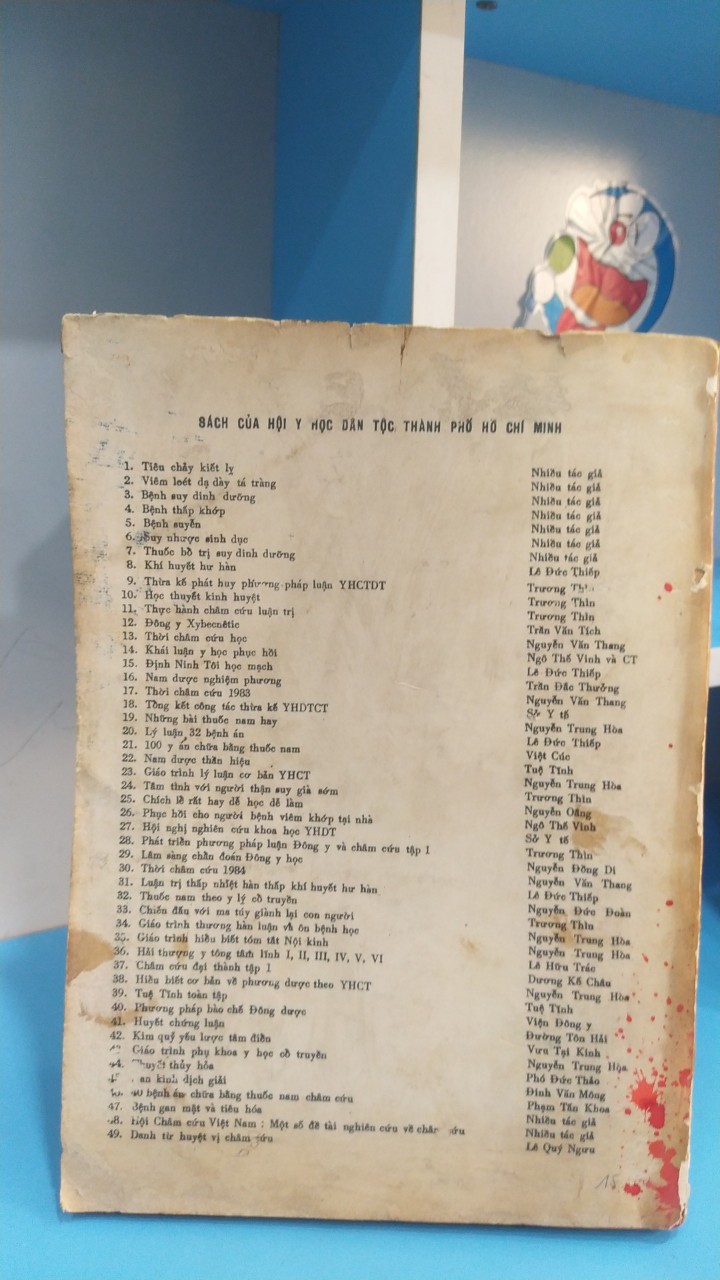 SÁCH CỦA HỘI Y HỌC DÂN TỘC THÀNH PHỐ HỒ CHÍ MINH
1. Tiêu chảy kiết lỵ Nhiều tác giả
2. Viêm loét dạ dày tá tràng Nhiều tác giả
3. Bệnh suy dinh dưỡng Nhiều tác giả
4. Bệnh thấp khớp Nhiều tác giả
5. Bệnh suyễn Nhiều tác giả
6. Suy nhược sinh dục Nhiều tác giả
7. Thuốc bổ trị suy dinh dưỡng Nhiều tác giả
8. Khí huyết hư hàn Lê Đức Thiếp
9. Thừa kế phát huy phương pháp luận YHCTDT Trương
10. Học thuyết kinh huyệt Trương Thìn
11. Thực hành châm cứu luận trị Trương Thìn
12. Đông y Xybecnêtic Trần Văn Tích
13. Thời châm cứu học Nguyễn Văn Thang
14. Khái luận y học phục hồi Ngô Thế Vinh và CT
15. Định Ninh Tôi học mạch Lê Đức Thiếp
16. Nam dược nghiệm phương Trần Đắc Thưởng
17. Thời châm cứu 1983 Nguyễn Văn Thang
18. Tổng kết công tác thừa kế YHDTCT Sở Y tế
19. Những bài thuốc nam hay Nguyễn Trung Hòa
20. Lý luận 32 bệnh án Lê Đức Thiếp
21. 100 y án chữa bằng thuốc nam Việt Cúc
22. Nam dược thần hiệu Tuệ Tĩnh
23. Giáo trình lý luận cơ bản YHCT Nguyễn Trung Hòa
24. Tâm tình với người thận suy già sớm Trương Thìn
25. Chích lể rất hay dễ học dễ làm Nguyễn Oắng
26. Phục hồi cho người bệnh viêm khớp tại nhà Ngô Thế Vinh
27. Hội nghị nghiên cứu khoa học YHDT Sở Y tế
28. Phát triển phương pháp luận Đông y và châm cứu tập 1 Trương Thìn
29. Lâm sàng chẩn đoán Đông y học Nguyễn Đông Di
30. Thời châm cứu 1984 Nguyễn Văn Thang
31. Luận trị thấp nhiệt hàn thấp khí huyết hư hàn Lê Đức Thiếp
32. Thuốc nam theo y lý cổ truyền Nguyễn Đức Đoàn
33. Chiến đấu với ma túy giành lại con người Trương Thìn
34. Giáo trình thương hàn luận và ôn bệnh học Nguyễn Trung Hòa
35. Giáo trình hiểu biết tóm tắt Nội kinh Nguyễn Trung Hòa
36. Hải thượng y tông tâm lĩnh I, II, III, IV, V, VI Lê Hữu Trác
37. Châm cứu đại thành tập 1 Dương Kế Châu
38. Hiểu biết cơ bản về phương dược theo YHCT Nguyễn Trung Hòa
39. Tuệ Tĩnh toàn tập Tuệ Tĩnh
40. Phương pháp bào chế Đông dược Viện Đông y
41. Huyết chứng luận Đường Tôn Hải
42. Kim quỹ yếu lược tâm điển Vưu Tại Kinh
Giáo trình phụ khoa y học cổ truyền Nguyễn Trung Hòa
thủy hỏa Phó Đức Thảo
kinh dịch giải Đinh Văn Mông
bệnh án chữa bằng thuốc nam châm cứu Phạm Tấn Khoa
47. Bệnh gan mật và tiêu hóa Nhiều tác giả
Hội Châm cứu Việt Nam : Một số đề tài nghiên cứu về châm cứu Nhiều tác giả
49. Danh từ huyệt vị châm cứu Lê Quý Ngưu